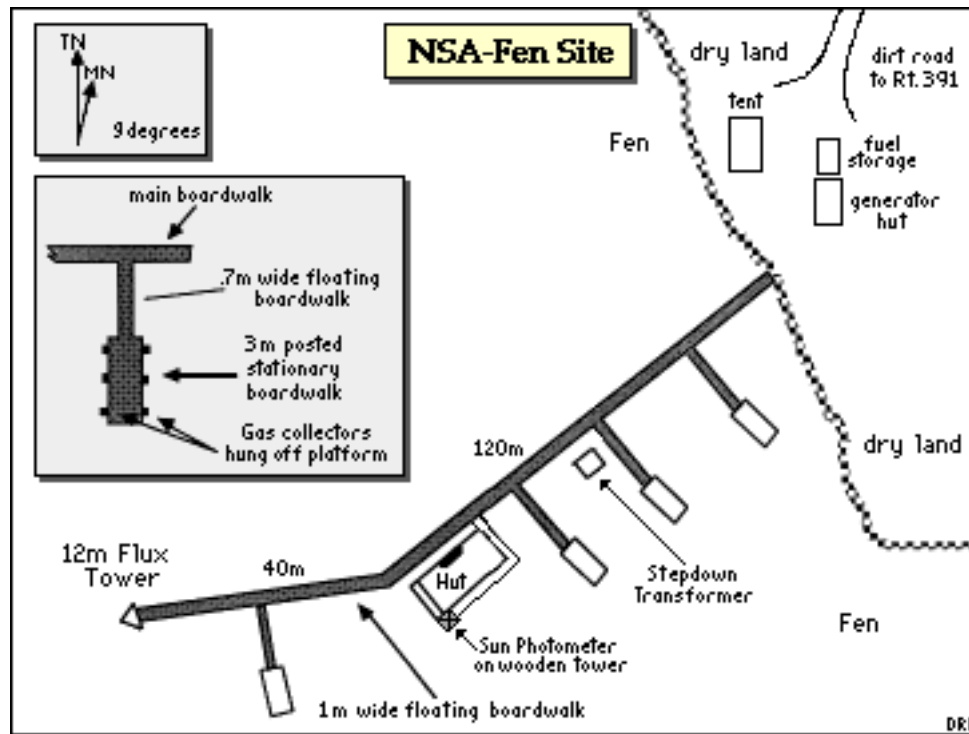 TN
MN
9 degrees
NSA-Fen Site
dry land
dirt road
to Rt.391
tent
Fen
fuel
storage
generator
hut
main boardwalk
.7m wide floating
boardwalk
3m posted
stationary
boardwalk
Gas collectors
hung off platform
120m
dry land
12m Flux
Tower
40m
Hut
Stepdown
Transformer
Sun Photometer
on wooden tower
Fen
1m wide floating boardwalk